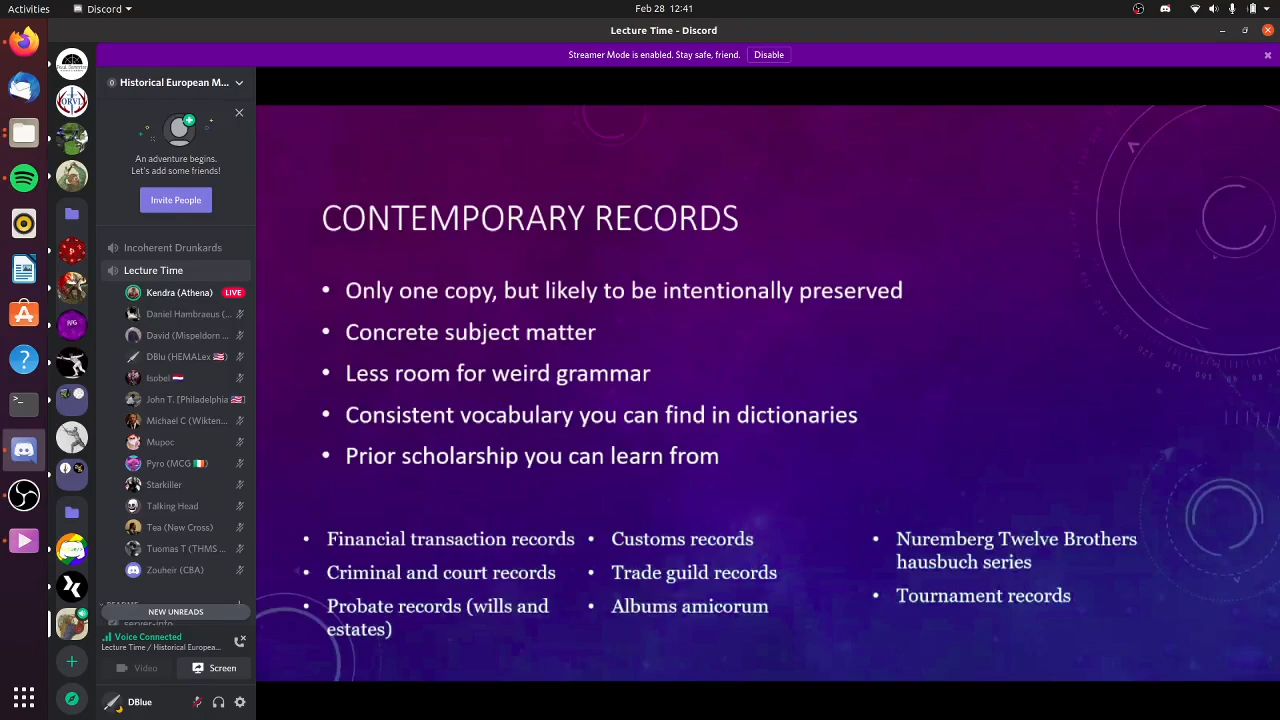 Activities
Discord
Feb 28 12:41
Lecture Time - Discord
Streamer Mode is enabled. Stay safe, friend.
Disable
Historical European M...
An adventure begins.
Let's add some friends!
Invite People
Incoherent Drunkards
Lecture Time
Kendra (Athena) LIVE
Daniel Hambraeus (...
David (Mispeldorn ...
DBlu (HEMALex
Isobel
John T. [Philadelphia
Michael C (Wikten...
Mupoc
Pyro (MCG
Starkiller
Talking Head
Tea (New Cross)
Tuomas T (THMS ...
Zouheir (CBA)
NEW UNREADS
server-info
Voice Connected
Lecture Time / Historical Europea...
Video
Screen
DBlue
CONTEMPORARY RECORDS
• Only one copy, but likely to be intentionally preserved
• Concrete subject matter
• Less room for weird grammar
• Consistent vocabulary you can find in dictionaries
• Prior scholarship you can learn from
• Financial transaction records
• Criminal and court records
• Probate records (wills and
estates)
• Customs records
• Trade guild records
• Albums amicorum
• Nuremberg Twelve Brothers
hausbuch series
• Tournament records